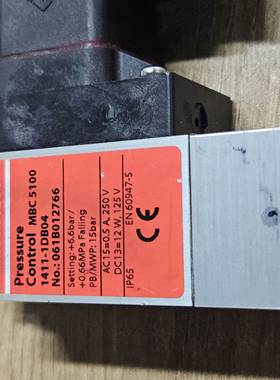 Pressure
Control MBC 5100
1411-1DB04
No.: 061B012766
Setting: +6.6bar/
+0.66MPa Falling
PB/MWP: 15bar
AC15=0.5 A, 250 V
DC13=12 W, 125 V
IP65
EN 60947-5
CE